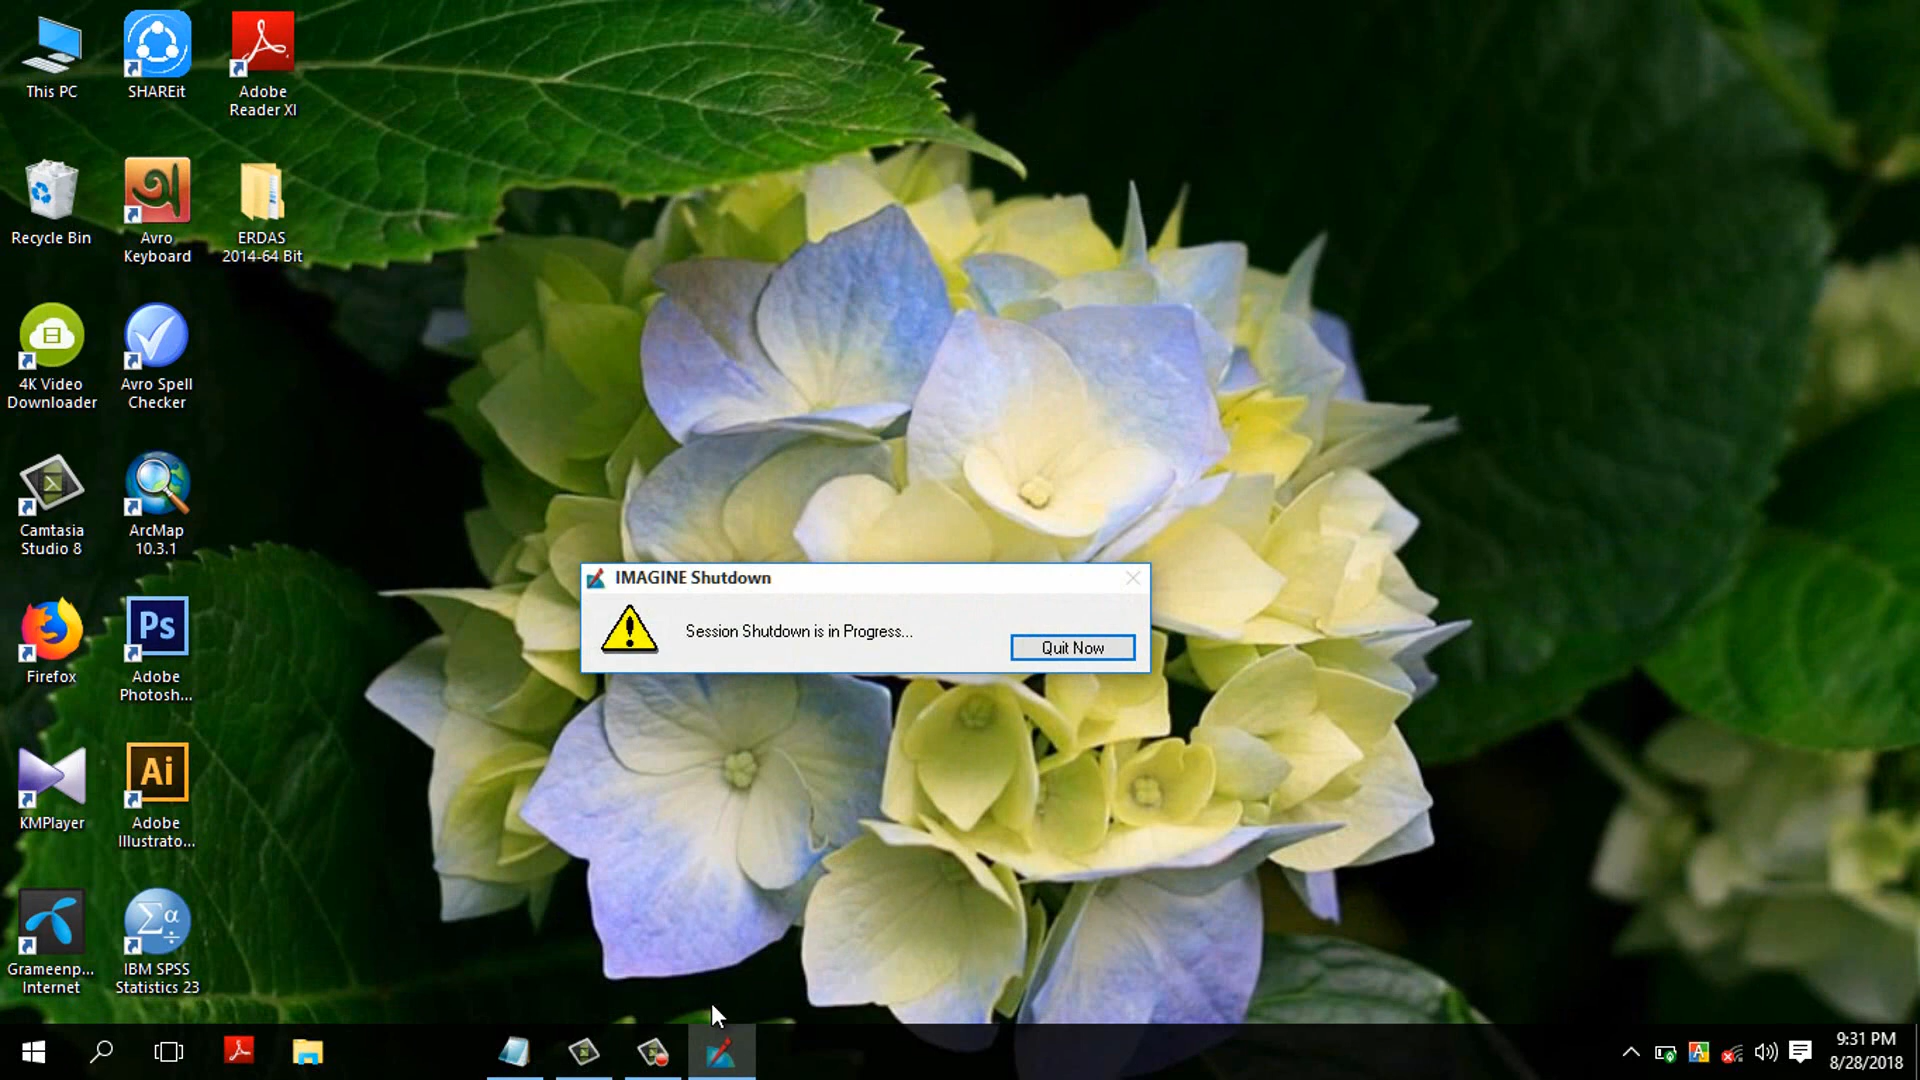 This PC
SHAREit
Adobe
Reader XI
Recycle Bin
Avro
Keyboard
ERDAS
2014-64 Bit
4K Video
Downloader
Avro Spell
Checker
Camtasia
Studio 8
ArcMap
10.3.1
Firefox
Ps
Adobe
Photosh...
KMPlayer
Ai
Adobe
Illustrato...
Grameenp...
Internet
Σα
÷
IBM SPSS
Statistics 23
IMAGINE Shutdown
Session Shutdown is in Progress...
Quit Now
9:31 PM
8/28/2018